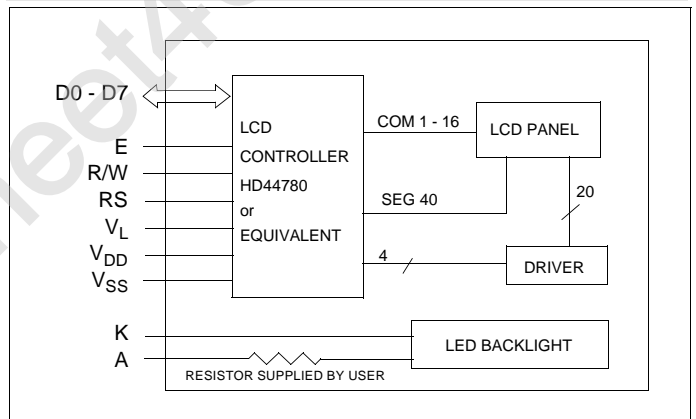 D0 - D7
E
R/W
RS
VL
VDD
VSS
K
A
LCD
CONTROLLER
HD44780
or
EQUIVALENT
COM 1 - 16
LCD PANEL
SEG 40
20
4
DRIVER
LED BACKLIGHT
RESISTOR SUPPLIED BY USER